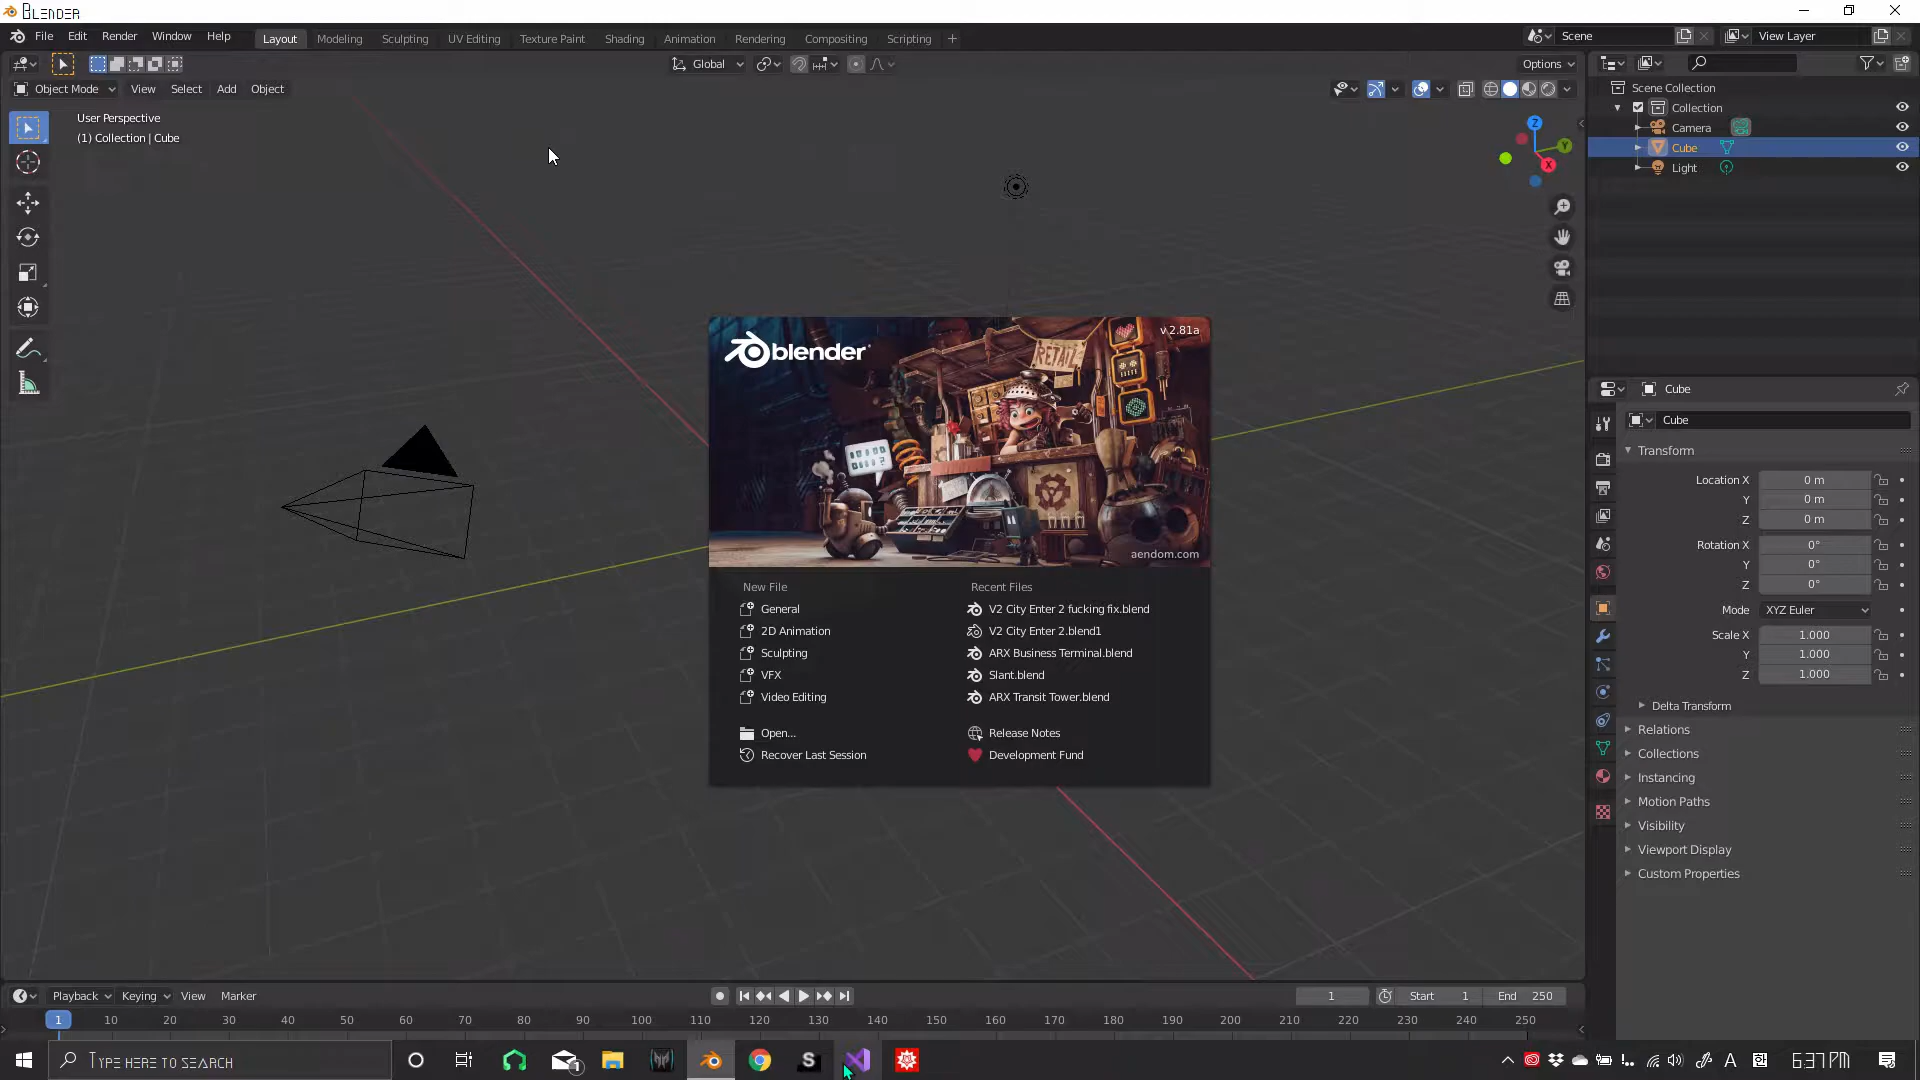 Blender
File Edit Render Window Help
Layout Modeling Sculpting UV Editing Texture Paint Shading Animation Rendering Compositing Scripting +
Scene
View Layer
Global
Options
Object Mode View Select Add Object
User Perspective
(1) Collection | Cube
Z
Y
X
Scene Collection
Collection
Camera
Cube
Light
Cube
Cube
Transform
Location X 0 m
Y 0 m
Z 0 m
Rotation X 0°
Y 0°
Z 0°
Mode XYZ Euler
Scale X 1.000
Y 1.000
Z 1.000
Delta Transform
Relations
Collections
Instancing
Motion Paths
Visibility
Viewport Display
Custom Properties
blender
v 2.81a
RETAIL
aendom.com
New File
General
2D Animation
Sculpting
VFX
Video Editing
Open...
Recover Last Session
Recent Files
V2 City Enter 2 fucking fix.blend
V2 City Enter 2.blend1
ARX Business Terminal.blend
Slant.blend
ARX Transit Tower.blend
Release Notes
Development Fund
Playback Keying View Marker
1
Start 1
End 250
1 10 20 30 40 50 60 70 80 90 100 110 120 130 140 150 160 170 180 190 200 210 220 230 240 250
Type here to search
1
S
A
6:37 PM